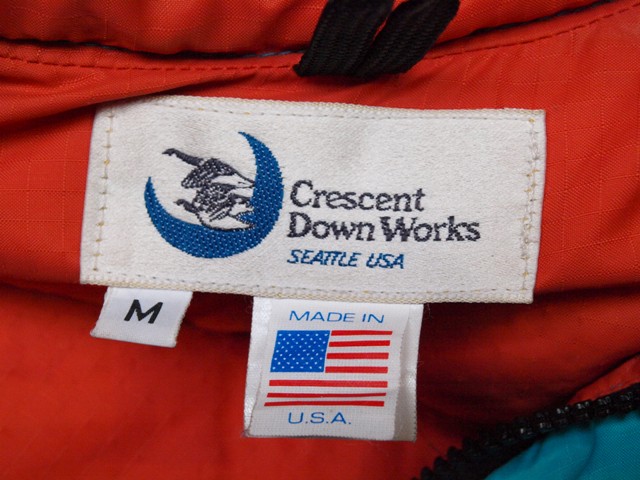 Crescent
Down Works
SEATTLE USA
M
MADE IN
U.S.A.